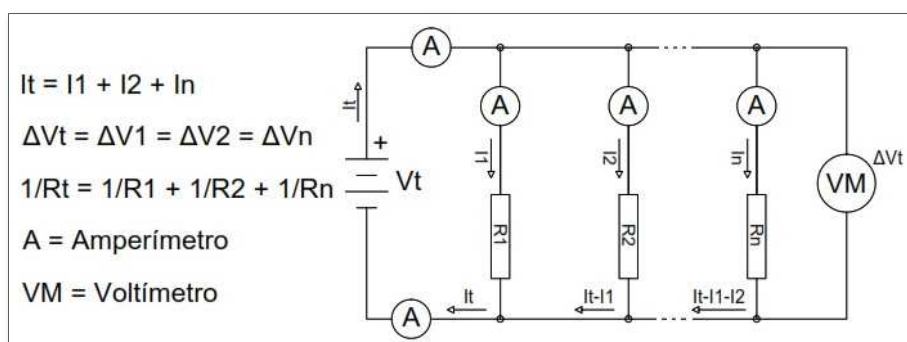 It = I1 + I2 + In
ΔVt = ΔV1 = ΔV2 = ΔVn
1/Rt = 1/R1 + 1/R2 + 1/Rn
A = Amperímetro
VM = Voltímetro
A
It
+
Vt
A
A
A
I1
I2
In
R1
R2
Rn
ΔVt
VM
It
It-I1
It-I1-I2
A